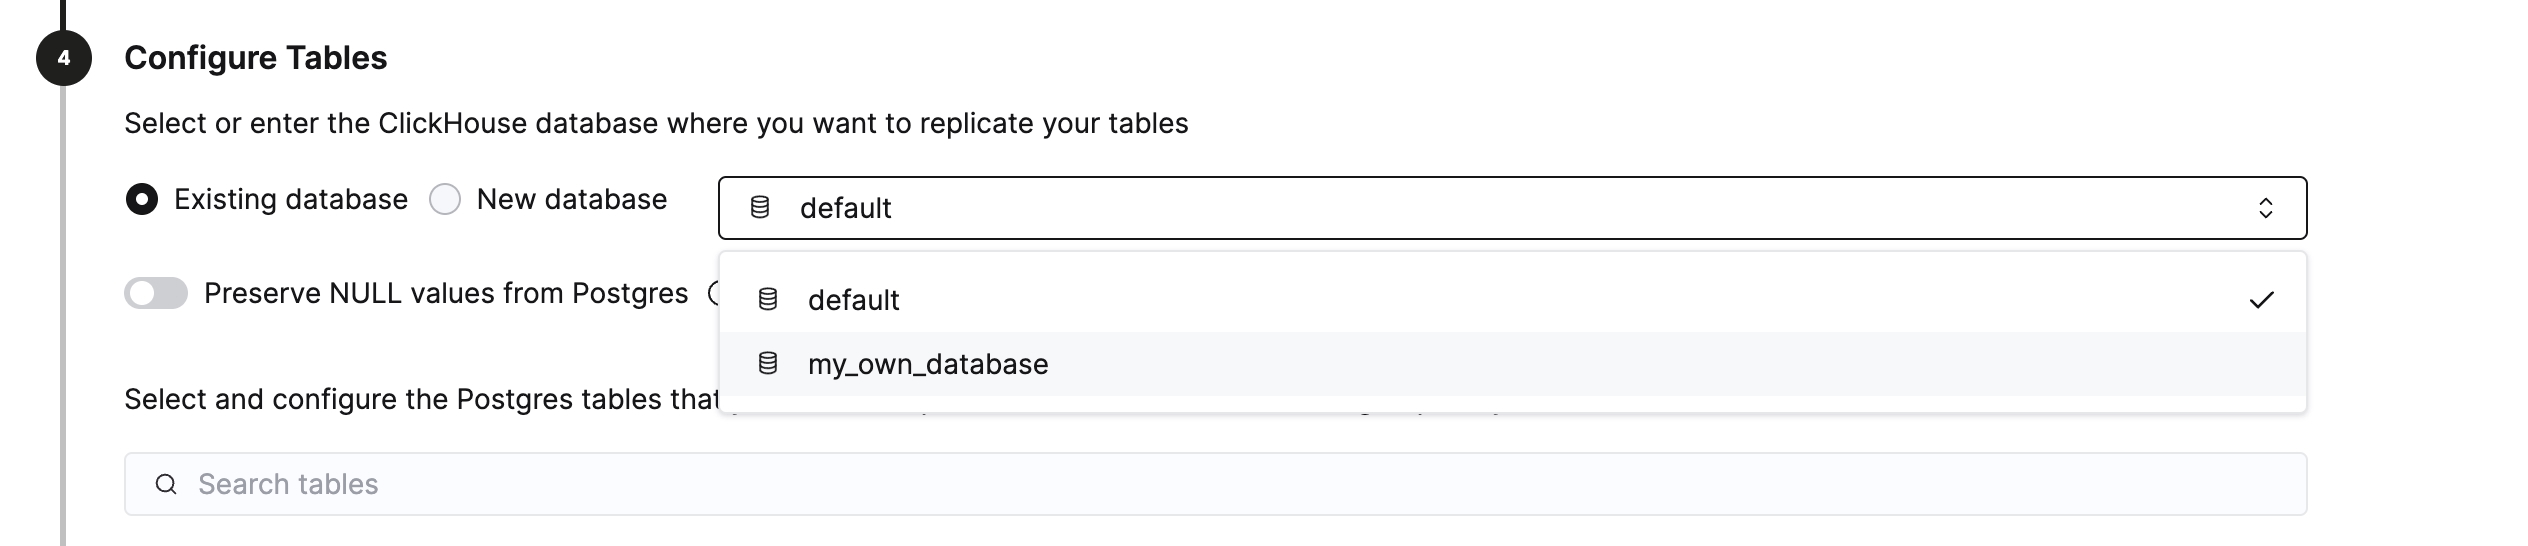 4
Configure Tables
Select or enter the ClickHouse database where you want to replicate your tables
Existing database
New database
default
Preserve NULL values from Postgres
default
my_own_database
Select and configure the Postgres tables that
Search tables